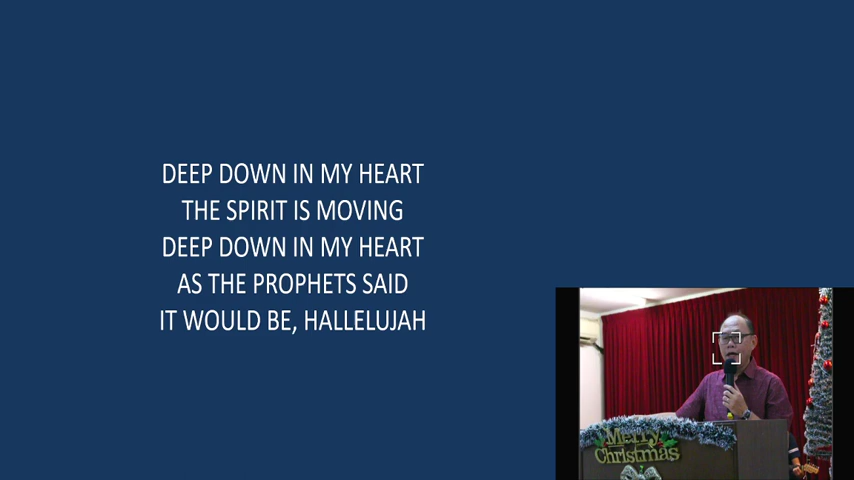 DEEP DOWN IN MY HEART
THE SPIRIT IS MOVING
DEEP DOWN IN MY HEART
AS THE PROPHETS SAID
IT WOULD BE, HALLELUJAH
Merry
Christmas